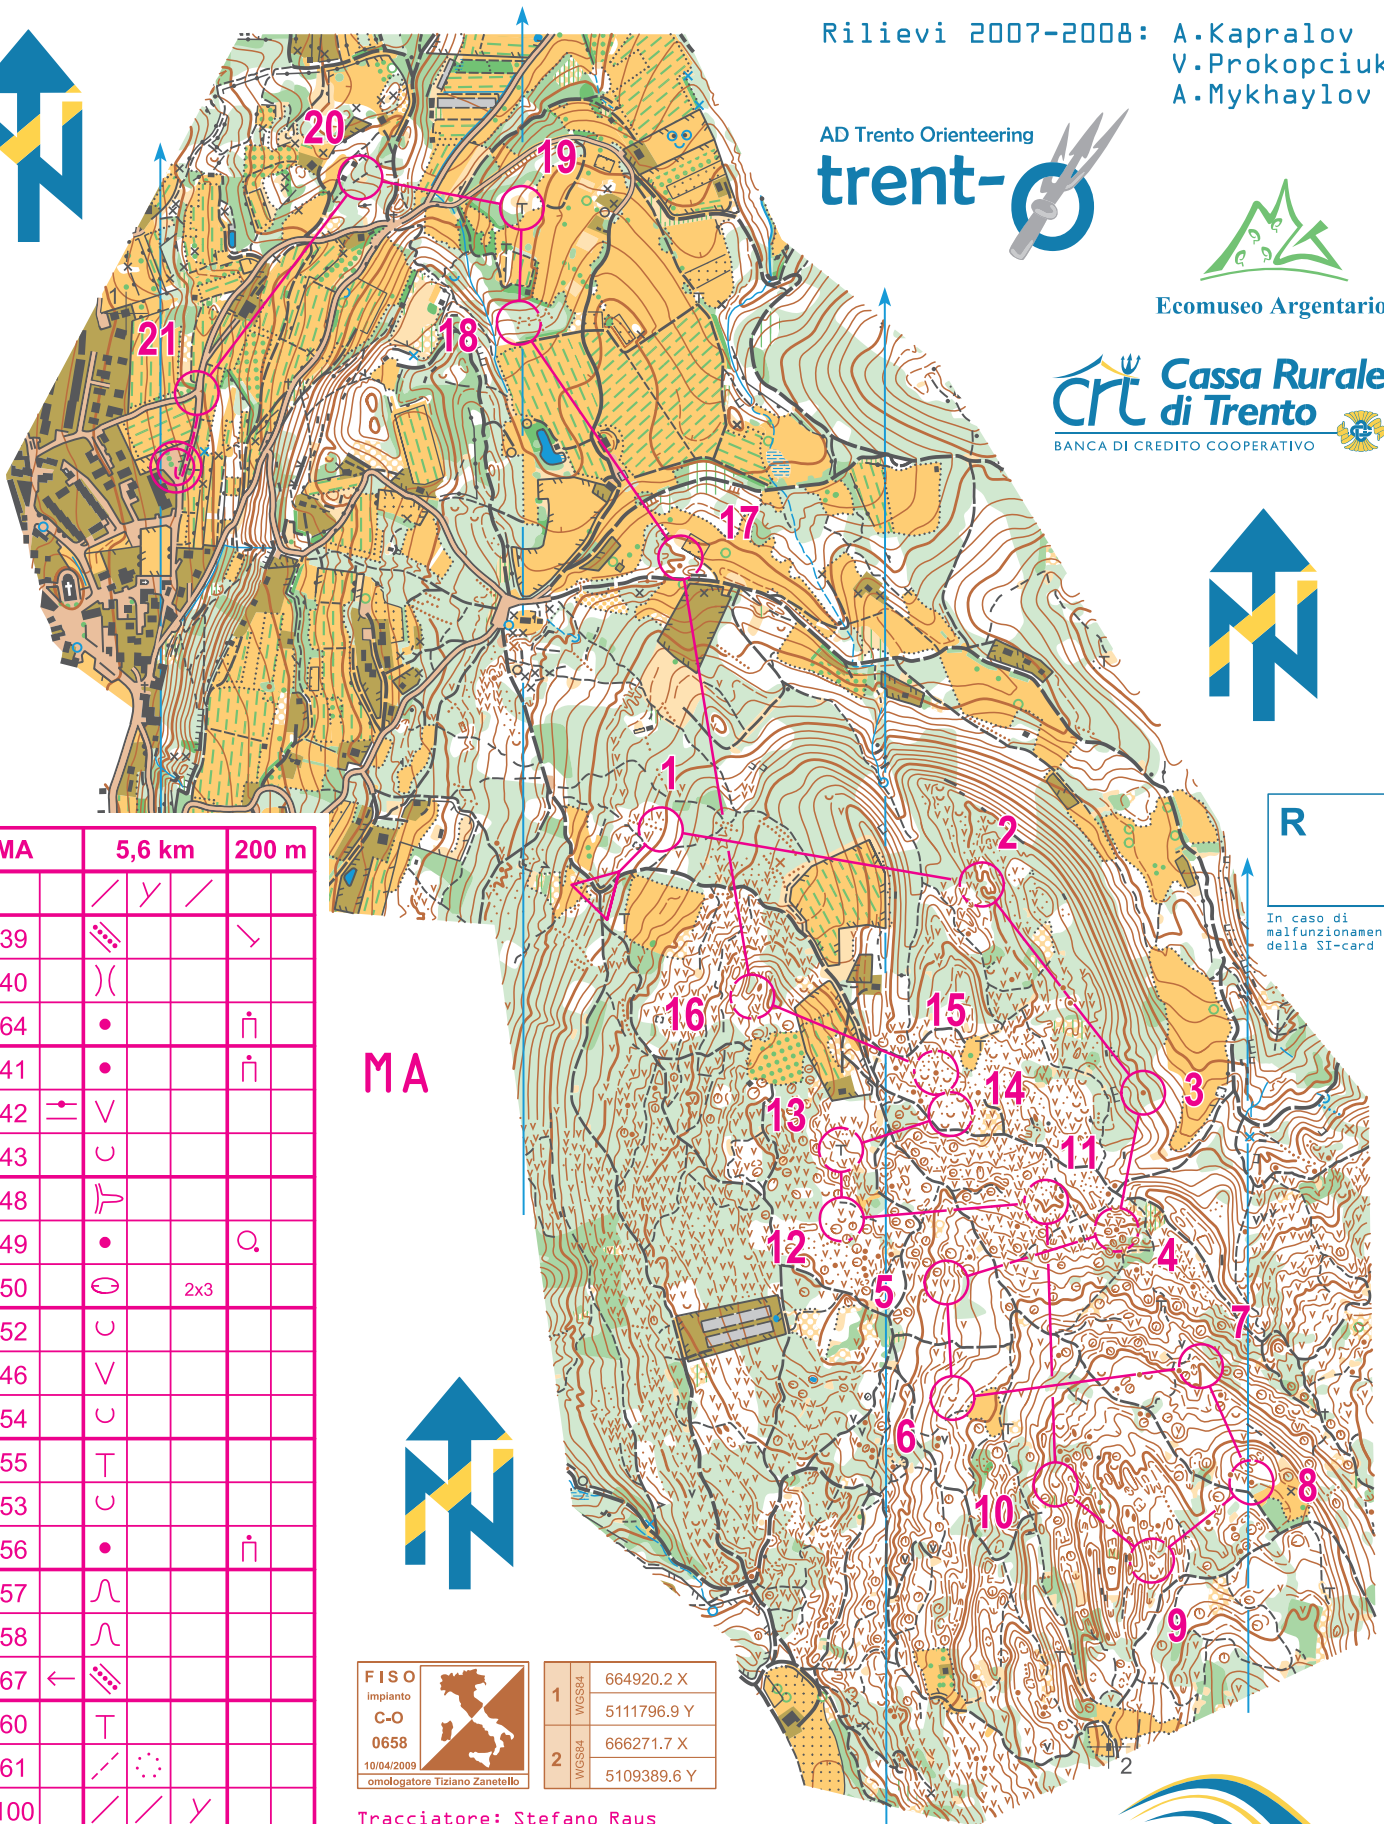 Rilievi 2007-2008: A.Kapralov
V.Prokopciuk
A.Mykhaylov
AD Trento Orienteering
trent-O
Ecomuseo Argentario
crt Cassa Rurale
di Trento
BANCA DI CREDITO COOPERATIVO
20
19
21
18
17
1
2
R
In caso di
malfunzionamen
della SI-card
16
15
14
13
11
3
12
5
4
7
6
10
8
9
2
MA 5,6 km 200 m
39
40
64
41
42
43
48
49
50 2x3
52
46
54
55
53
56
57
58
67
60
61
100
MA
FISO
impianto
C-O
0658
10/04/2009
omologatore Tiziano Zanetello
1 WGS84 664920.2 X
5111796.9 Y
2 WGS84 666271.7 X
5109389.6 Y
Tracciatore: Stefano Raus